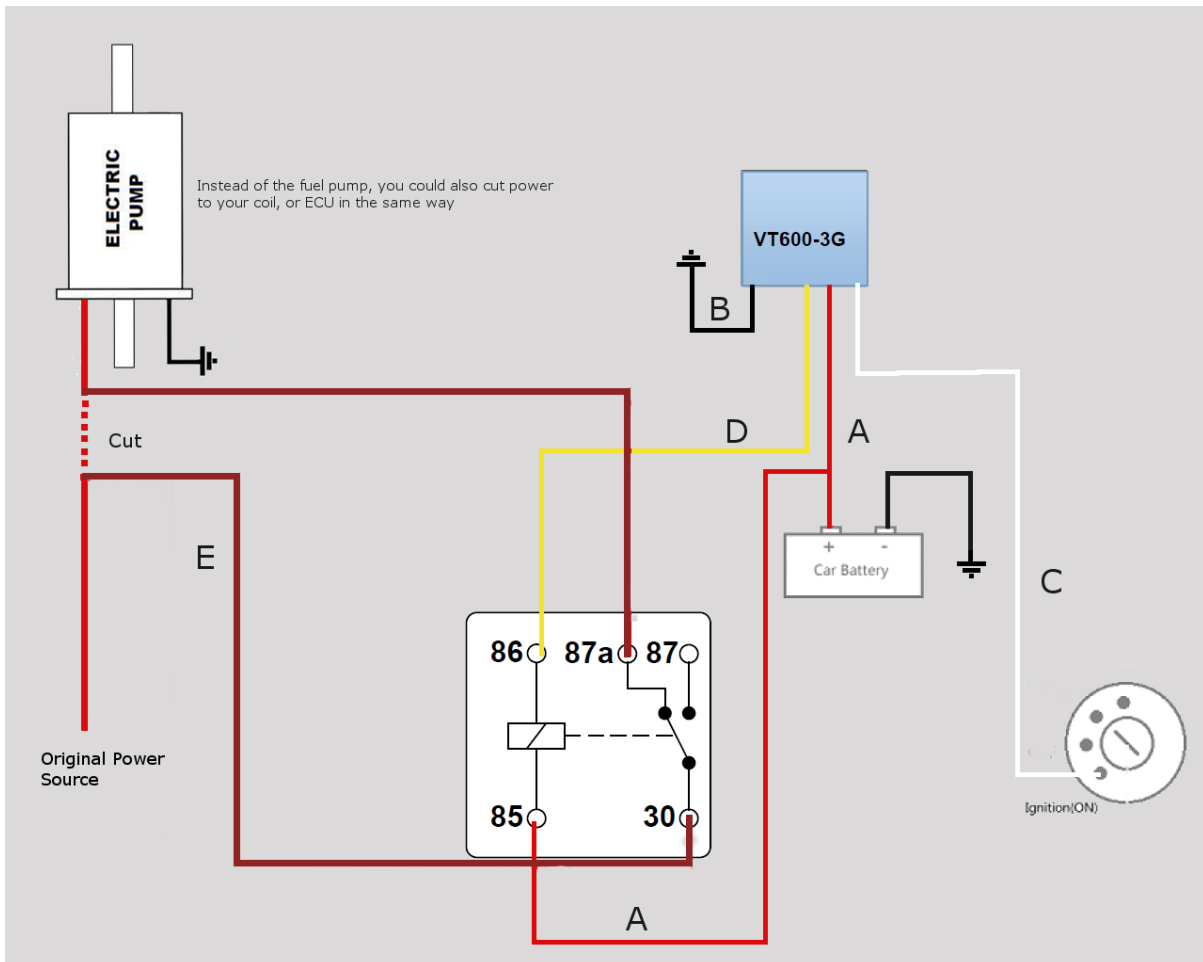 ELECTRIC
PUMP
Instead of the fuel pump, you could also cut power
to your coil, or ECU in the same way
VT600-3G
B
D
A
Cut
+ -
Car Battery
E
C
86 87a 87
Original Power
Source
85 30
Ignition(ON)
A